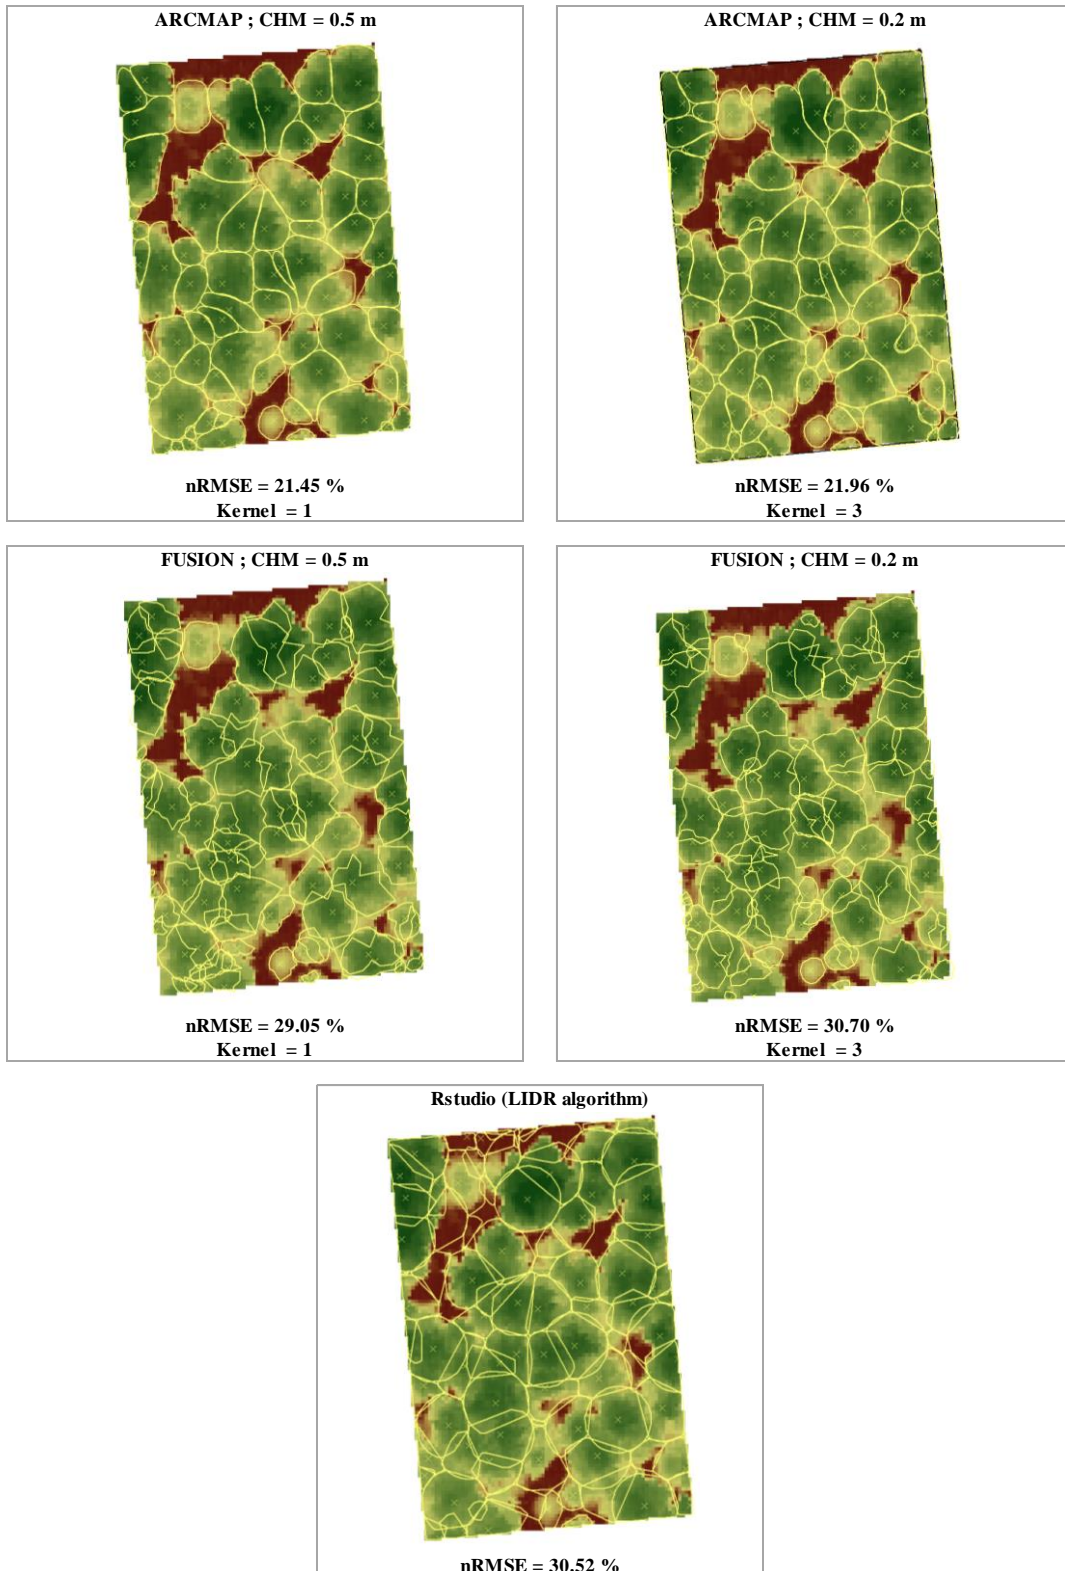 ARCMAP ; CHM = 0.5 m
nRMSE = 21.45 %
Kernel = 1
ARCMAP ; CHM = 0.2 m
nRMSE = 21.96 %
Kernel = 3
FUSION ; CHM = 0.5 m
nRMSE = 29.05 %
Kernel = 1
FUSION ; CHM = 0.2 m
nRMSE = 30.70 %
Kernel = 3
Rstudio (LIDR algorithm)
nRMSE = 30.52 %